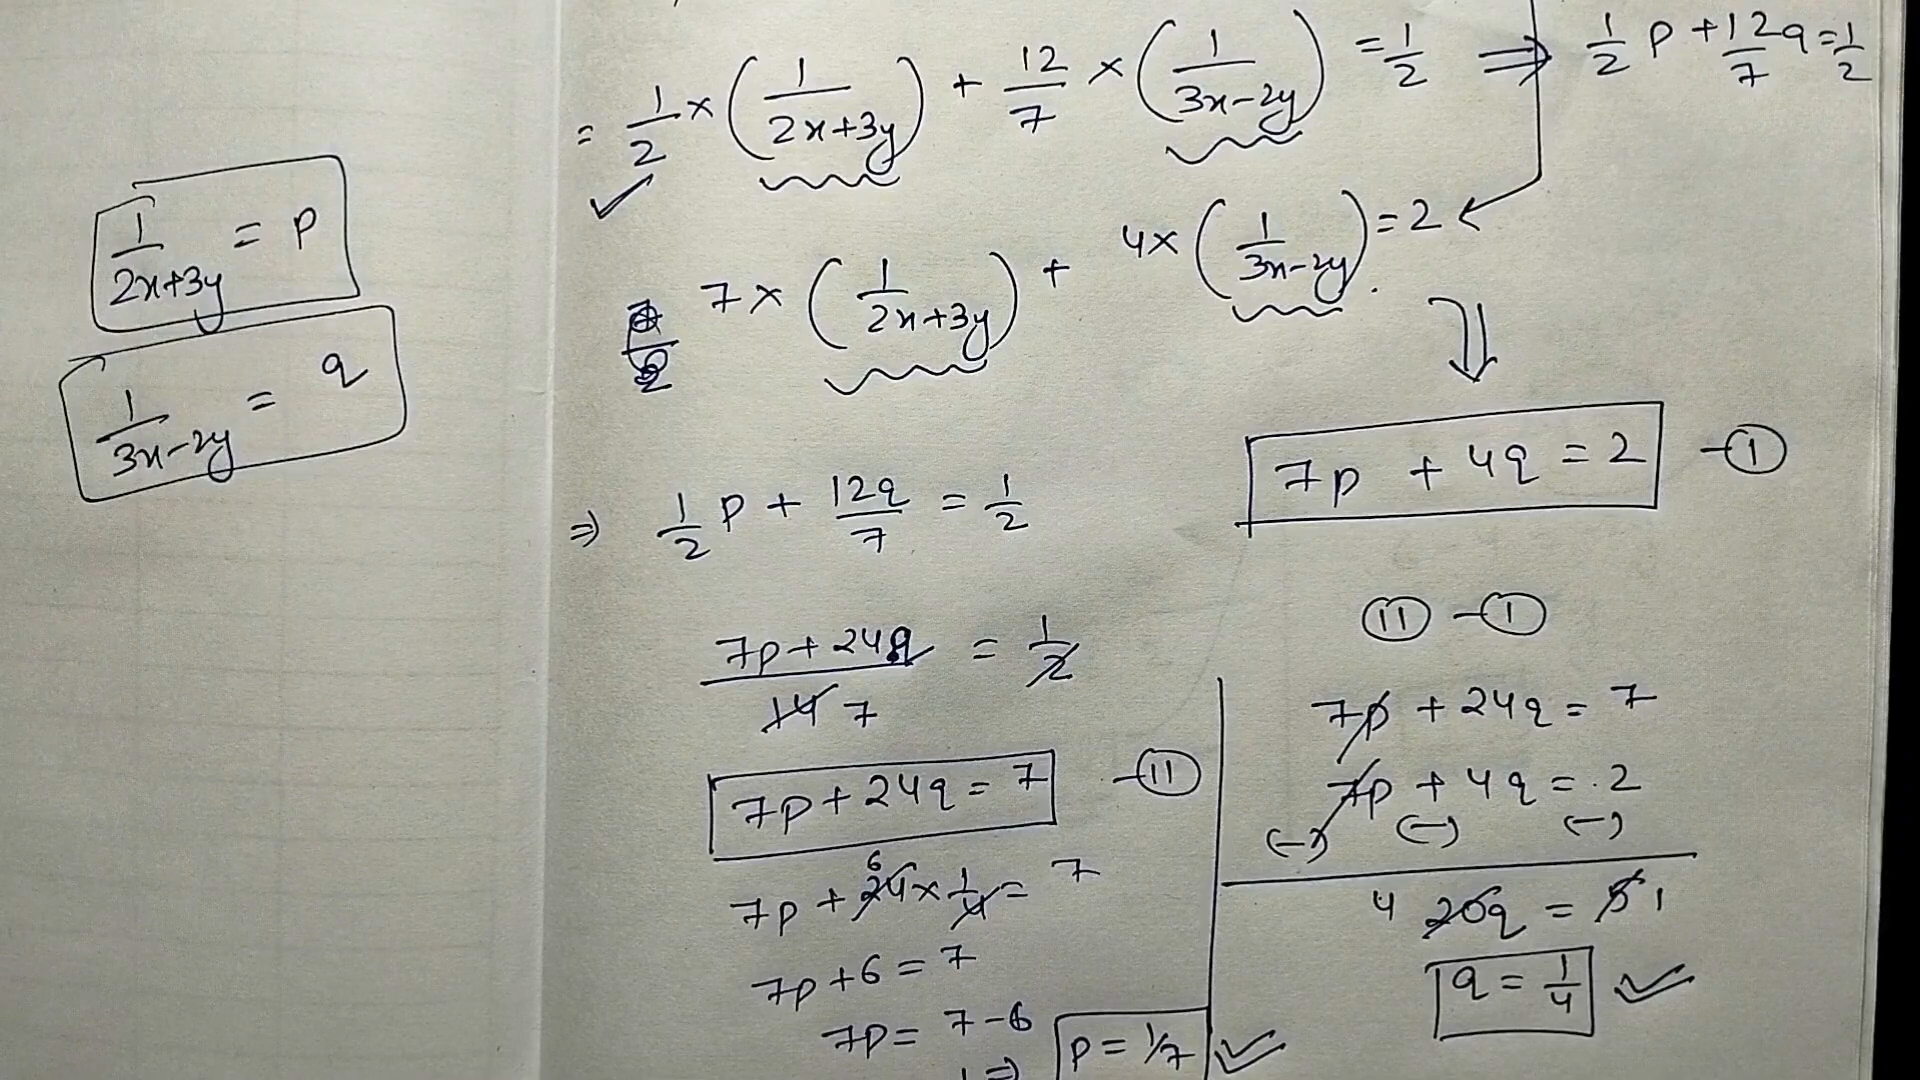 = 1/2 × (1/(2x+3y)) + 12/7 × (1/(3x-2y)) = 1/2 ⇒ 1/2 p + 12/7 q = 1/2
1/(2x+3y) = p
1/(3x-2y) = q
7 × (1/(2x+3y)) + 4× (1/(3x-2y)) = 2
7p + 4q = 2 -(I)
⇒ 1/2 p + 12q/7 = 1/2
(7p + 24q)/14 7 = 1/2
7p + 24q = 7 -(II)
7p + 24 6 × 1/4 = 7
7p + 6 = 7
7p = 7-6
p = 1/7
(II) - (I)
7p + 24q = 7
7p + 4q = 2
(-) (-) (-)
4 20q = 5 1
q = 1/4